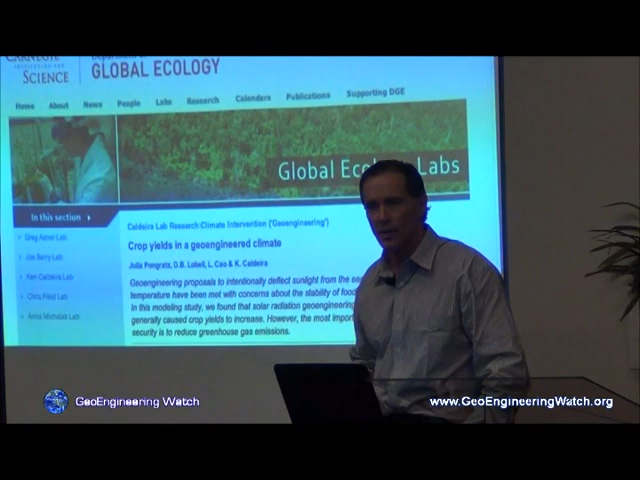 CARNEGIE
INSTITUTION FOR
SCIENCE
GLOBAL ECOLOGY
Home About News People Labs Research Calendars Publications Supporting DGE
Global Ecology Labs
In this section
Greg Asner Lab
Joe Berry Lab
Ken Caldeira Lab
Chris Field Lab
Anna Michalak Lab
Caldeira Lab Research:Climate Intervention ('Geoengineering')
Crop yields in a geoengineered climate
Julia Pongratz, D.B. Lobell, L. Cao & K. Caldeira
Geoengineering proposals to intentionally deflect sunlight from the ea
temperature have been met with concerns about the stability of food
In this modeling study, we found that solar radiation geoengineering
generally caused crop yields to increase. However, the most import
security is to reduce greenhouse gas emissions.
GeoEngineering Watch
www.GeoEngineeringWatch.org